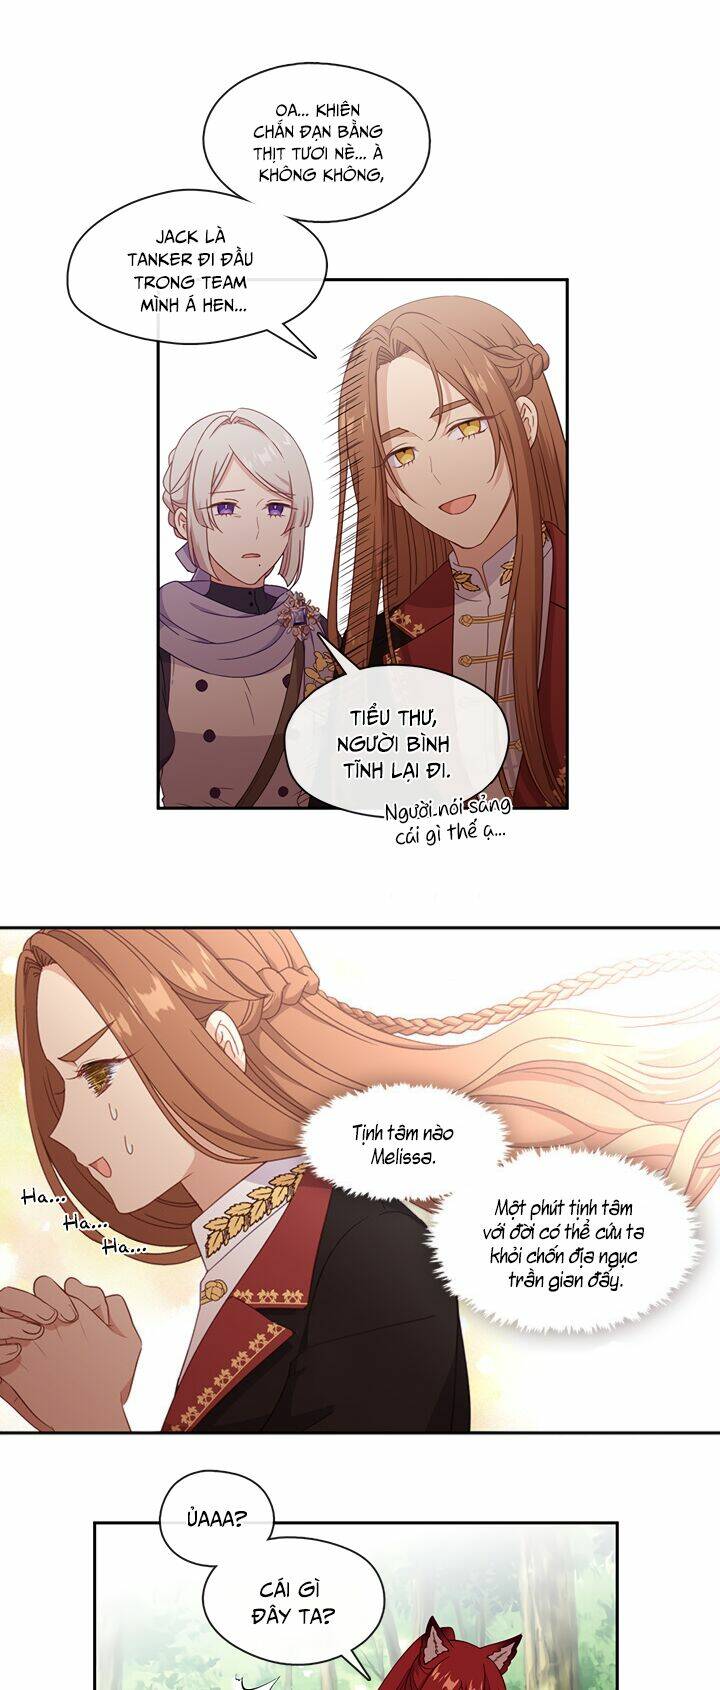 OA... KHIÊN
CHẮN ĐẠN BẰNG
THỊT TƯƠI NÈ... À
KHÔNG KHÔNG,
JACK LÀ
TANKER ĐI ĐẦU
TRONG TEAM
MÌNH Á HEN...
TIỂU THƯ,
NGƯỜI BÌNH
TĨNH LẠI ĐI.
Người nói sảng
cái gì thế ạ...
Tịnh tâm nào
Melissa.
Một phút tịnh tâm
với đời có thể cứu ta
khỏi chốn địa ngục
trần gian đấy.
Ha...
Ha...
Ha...
ỦAAA?
CÁI GÌ
ĐÂY TA?